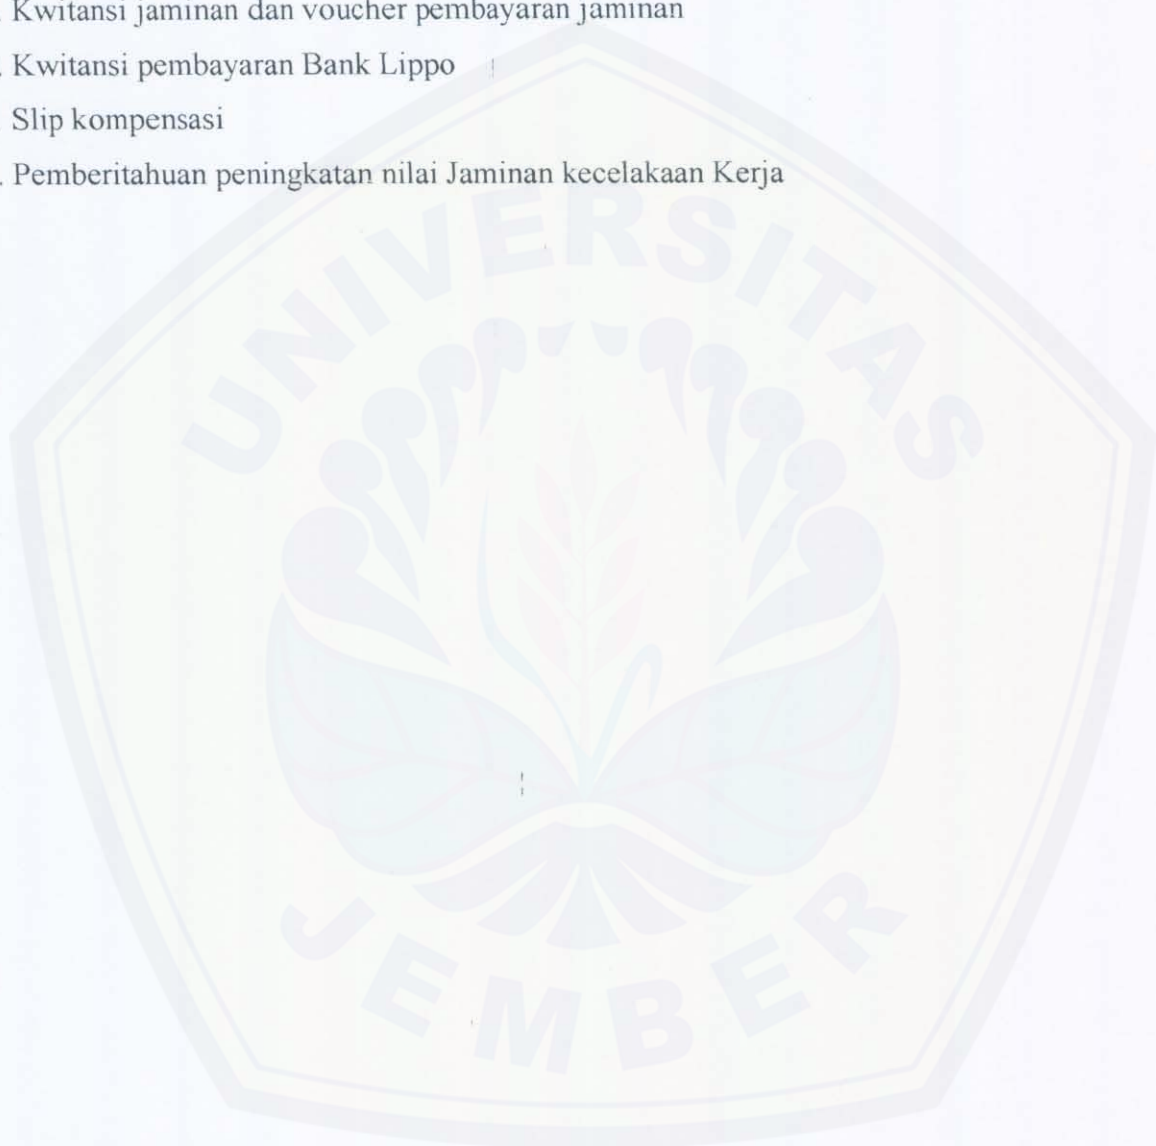 . Kwitansi jaminan dan voucher pembayaran jaminan
. Kwitansi pembayaran Bank Lippo
Slip kompensasi
. Pemberitahuan peningkatan nilai Jaminan kecelakaan Kerja
UNIVERSITAS
JEMBER